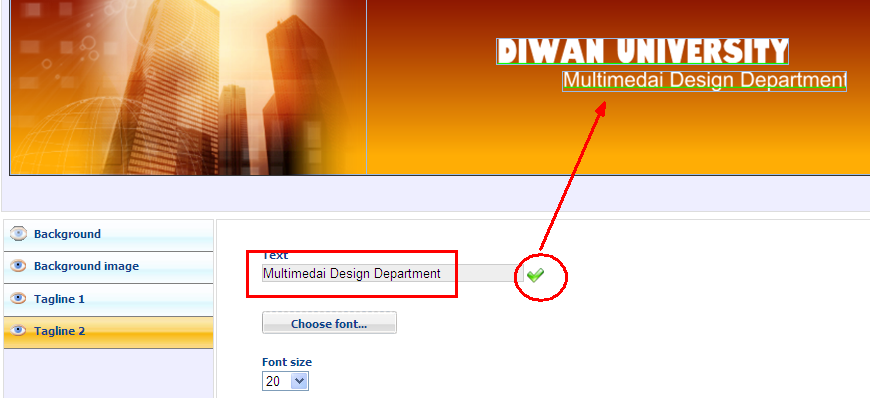 DIWAN UNIVERSITY
Multimedai Design Department
Background
Background image
Tagline 1
Tagline 2
Text
Multimedai Design Department
Choose font...
Font size
20